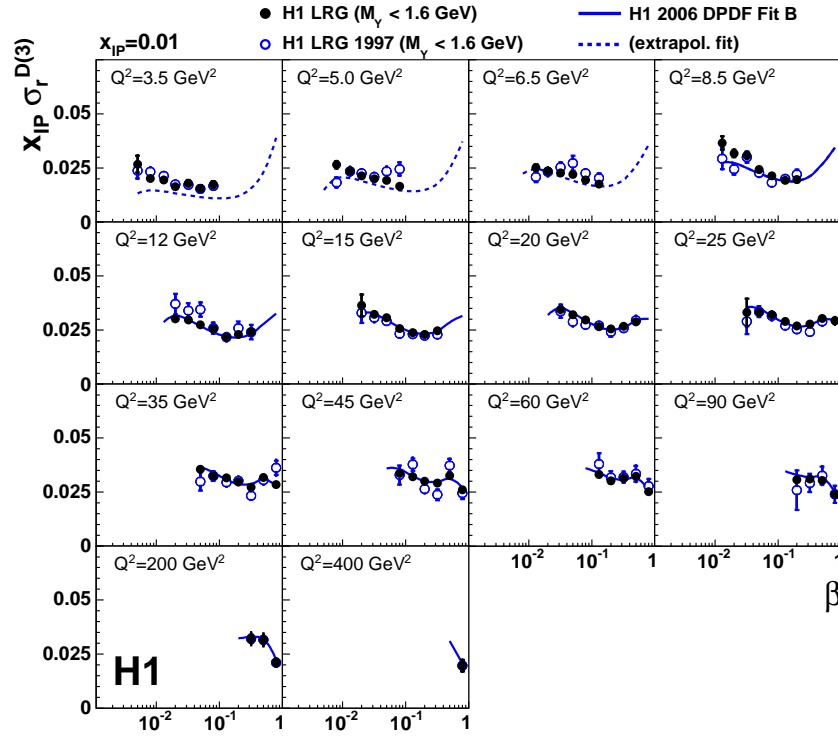 ● H1 LRG (M_Y < 1.6 GeV) — H1 2006 DPDF Fit B
x_IP=0.01 ○ H1 LRG 1997 (M_Y < 1.6 GeV) (extrapol. fit)
x_IP σ_r^D(3)
Q²=3.5 GeV² Q²=5.0 GeV² Q²=6.5 GeV² Q²=8.5 GeV²
0.05
0.025
0
Q²=12 GeV² Q²=15 GeV² Q²=20 GeV² Q²=25 GeV²
0.05
0.025
0
Q²=35 GeV² Q²=45 GeV² Q²=60 GeV² Q²=90 GeV²
0.05
0.025
0
10⁻² 10⁻¹ 1 10⁻² 10⁻¹ 1
Q²=200 GeV² Q²=400 GeV² β
0.05
0.025
H1
0
10⁻² 10⁻¹ 1 10⁻² 10⁻¹ 1